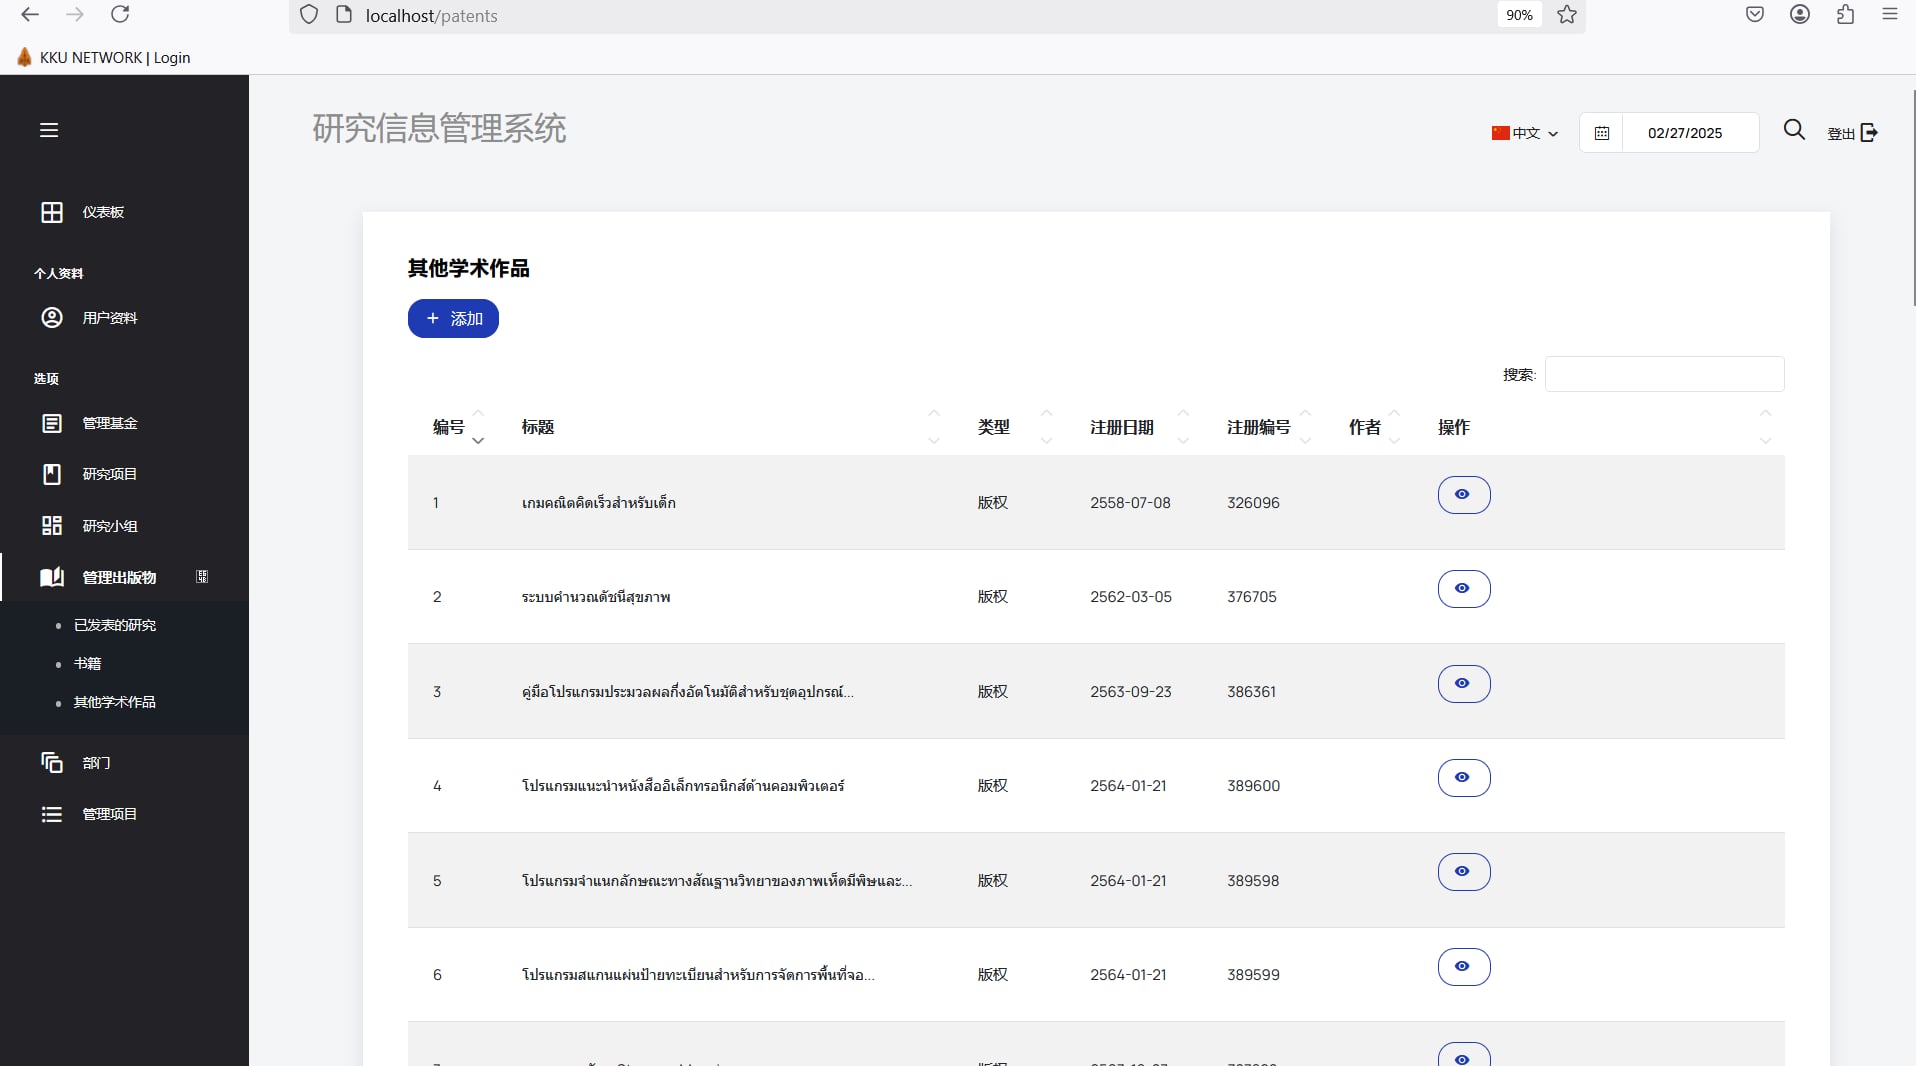 localhost/patents
90%
KKU NETWORK | Login
研究信息管理系统
中文
02/27/2025
登出
仪表板
个人资料
用户资料
选项
管理基金
研究项目
研究小组
管理出版物
已发表的研究
书籍
其他学术作品
部门
管理项目
其他学术作品
+ 添加
搜索:
编号 标题 类型 注册日期 注册编号 作者 操作
1 เกมคณิตคิดเร็วสำหรับเด็ก 版权 2558-07-08 326096
2 ระบบคำนวณดัชนีสุขภาพ 版权 2562-03-05 376705
3 คู่มือโปรแกรมประมวลผลกึ่งอัตโนมัติสำหรับชุดอุปกรณ์... 版权 2563-09-23 386361
4 โปรแกรมแนะนำหนังสืออิเล็กทรอนิกส์ด้านคอมพิวเตอร์ 版权 2564-01-21 389600
5 โปรแกรมจำแนกลักษณะทางสัณฐานวิทยาของภาพเห็ดมีพิษและ... 版权 2564-01-21 389598
6 โปรแกรมสแกนแผ่นป้ายทะเบียนสำหรับการจัดการพื้นที่จอ... 版权 2564-01-21 389599